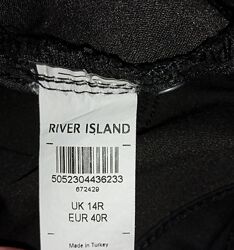 RIVER ISLAND
5052304436233
672429
UK 14R
EUR 40R
Made in Turkey